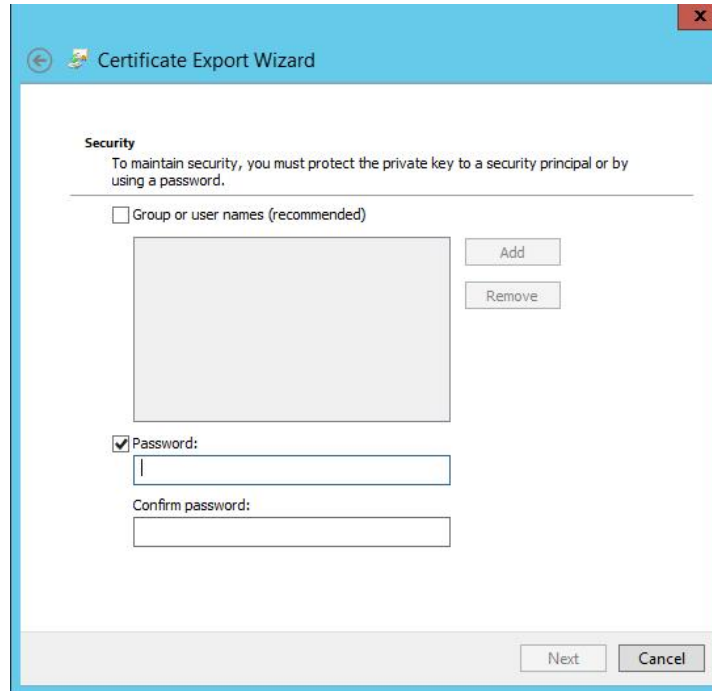 x
Certificate Export Wizard
Security
To maintain security, you must protect the private key to a security principal or by
using a password.
Group or user names (recommended)
Add
Remove
Password:
Confirm password:
Next
Cancel